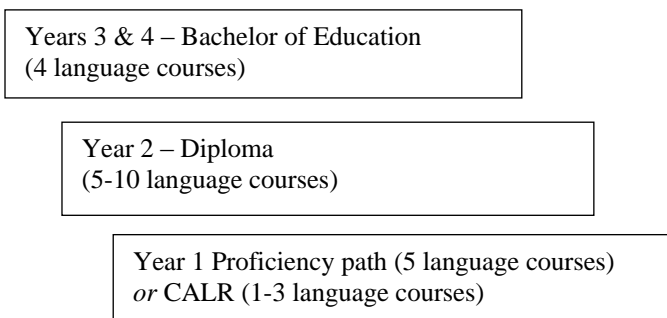 Years 3 & 4 – Bachelor of Education
(4 language courses)
Year 2 – Diploma
(5-10 language courses)
Year 1 Proficiency path (5 language courses)
or CALR (1-3 language courses)